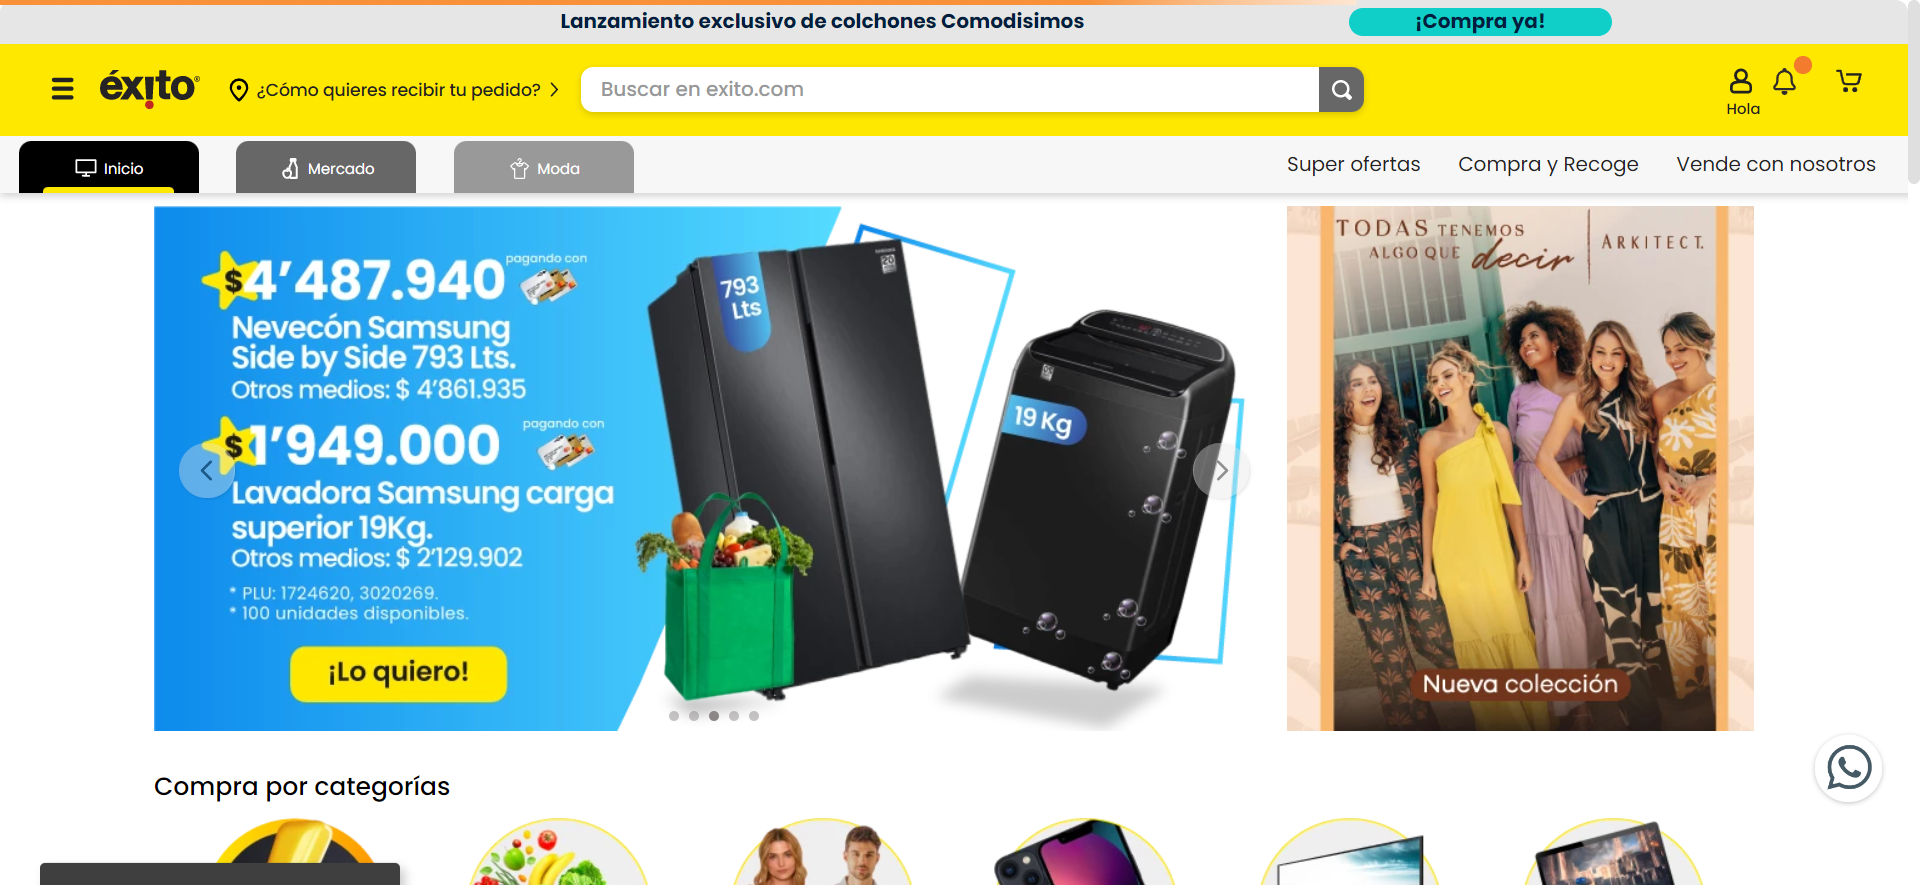 Lanzamiento exclusivo de colchones Comodisimos
¡Compra ya!
éxito
¿Cómo quieres recibir tu pedido?
Buscar en exito.com
Hola
Inicio
Mercado
Moda
Super ofertas
Compra y Recoge
Vende con nosotros
$4’487.940
pagando con
Nevecón Samsung
Side by Side 793 Lts.
Otros medios: $ 4'861.935
$1’949.000
pagando con
Lavadora Samsung carga
superior 19Kg.
Otros medios: $ 2'129.902
* PLU: 1724620, 3020269.
* 100 unidades disponibles.
¡Lo quiero!
793
Lts
20
19 Kg
TODAS TENEMOS
ALGO QUE decir
ARKITECT.
Nueva colección
Compra por categorías